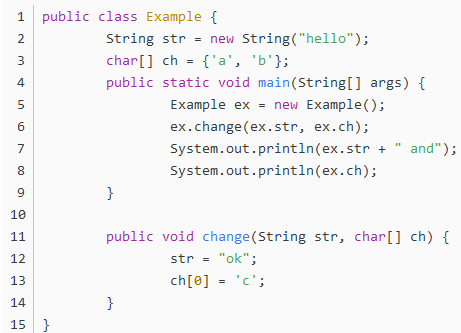 1 public class Example {
2         String str = new String("hello");
3         char[] ch = {'a', 'b'};
4         public static void main(String[] args) {
5                 Example ex = new Example();
6                 ex.change(ex.str, ex.ch);
7                 System.out.println(ex.str + " and");
8                 System.out.println(ex.ch);
9         }
10
11         public void change(String str, char[] ch) {
12                 str = "ok";
13                 ch[0] = 'c';
14         }
15 }